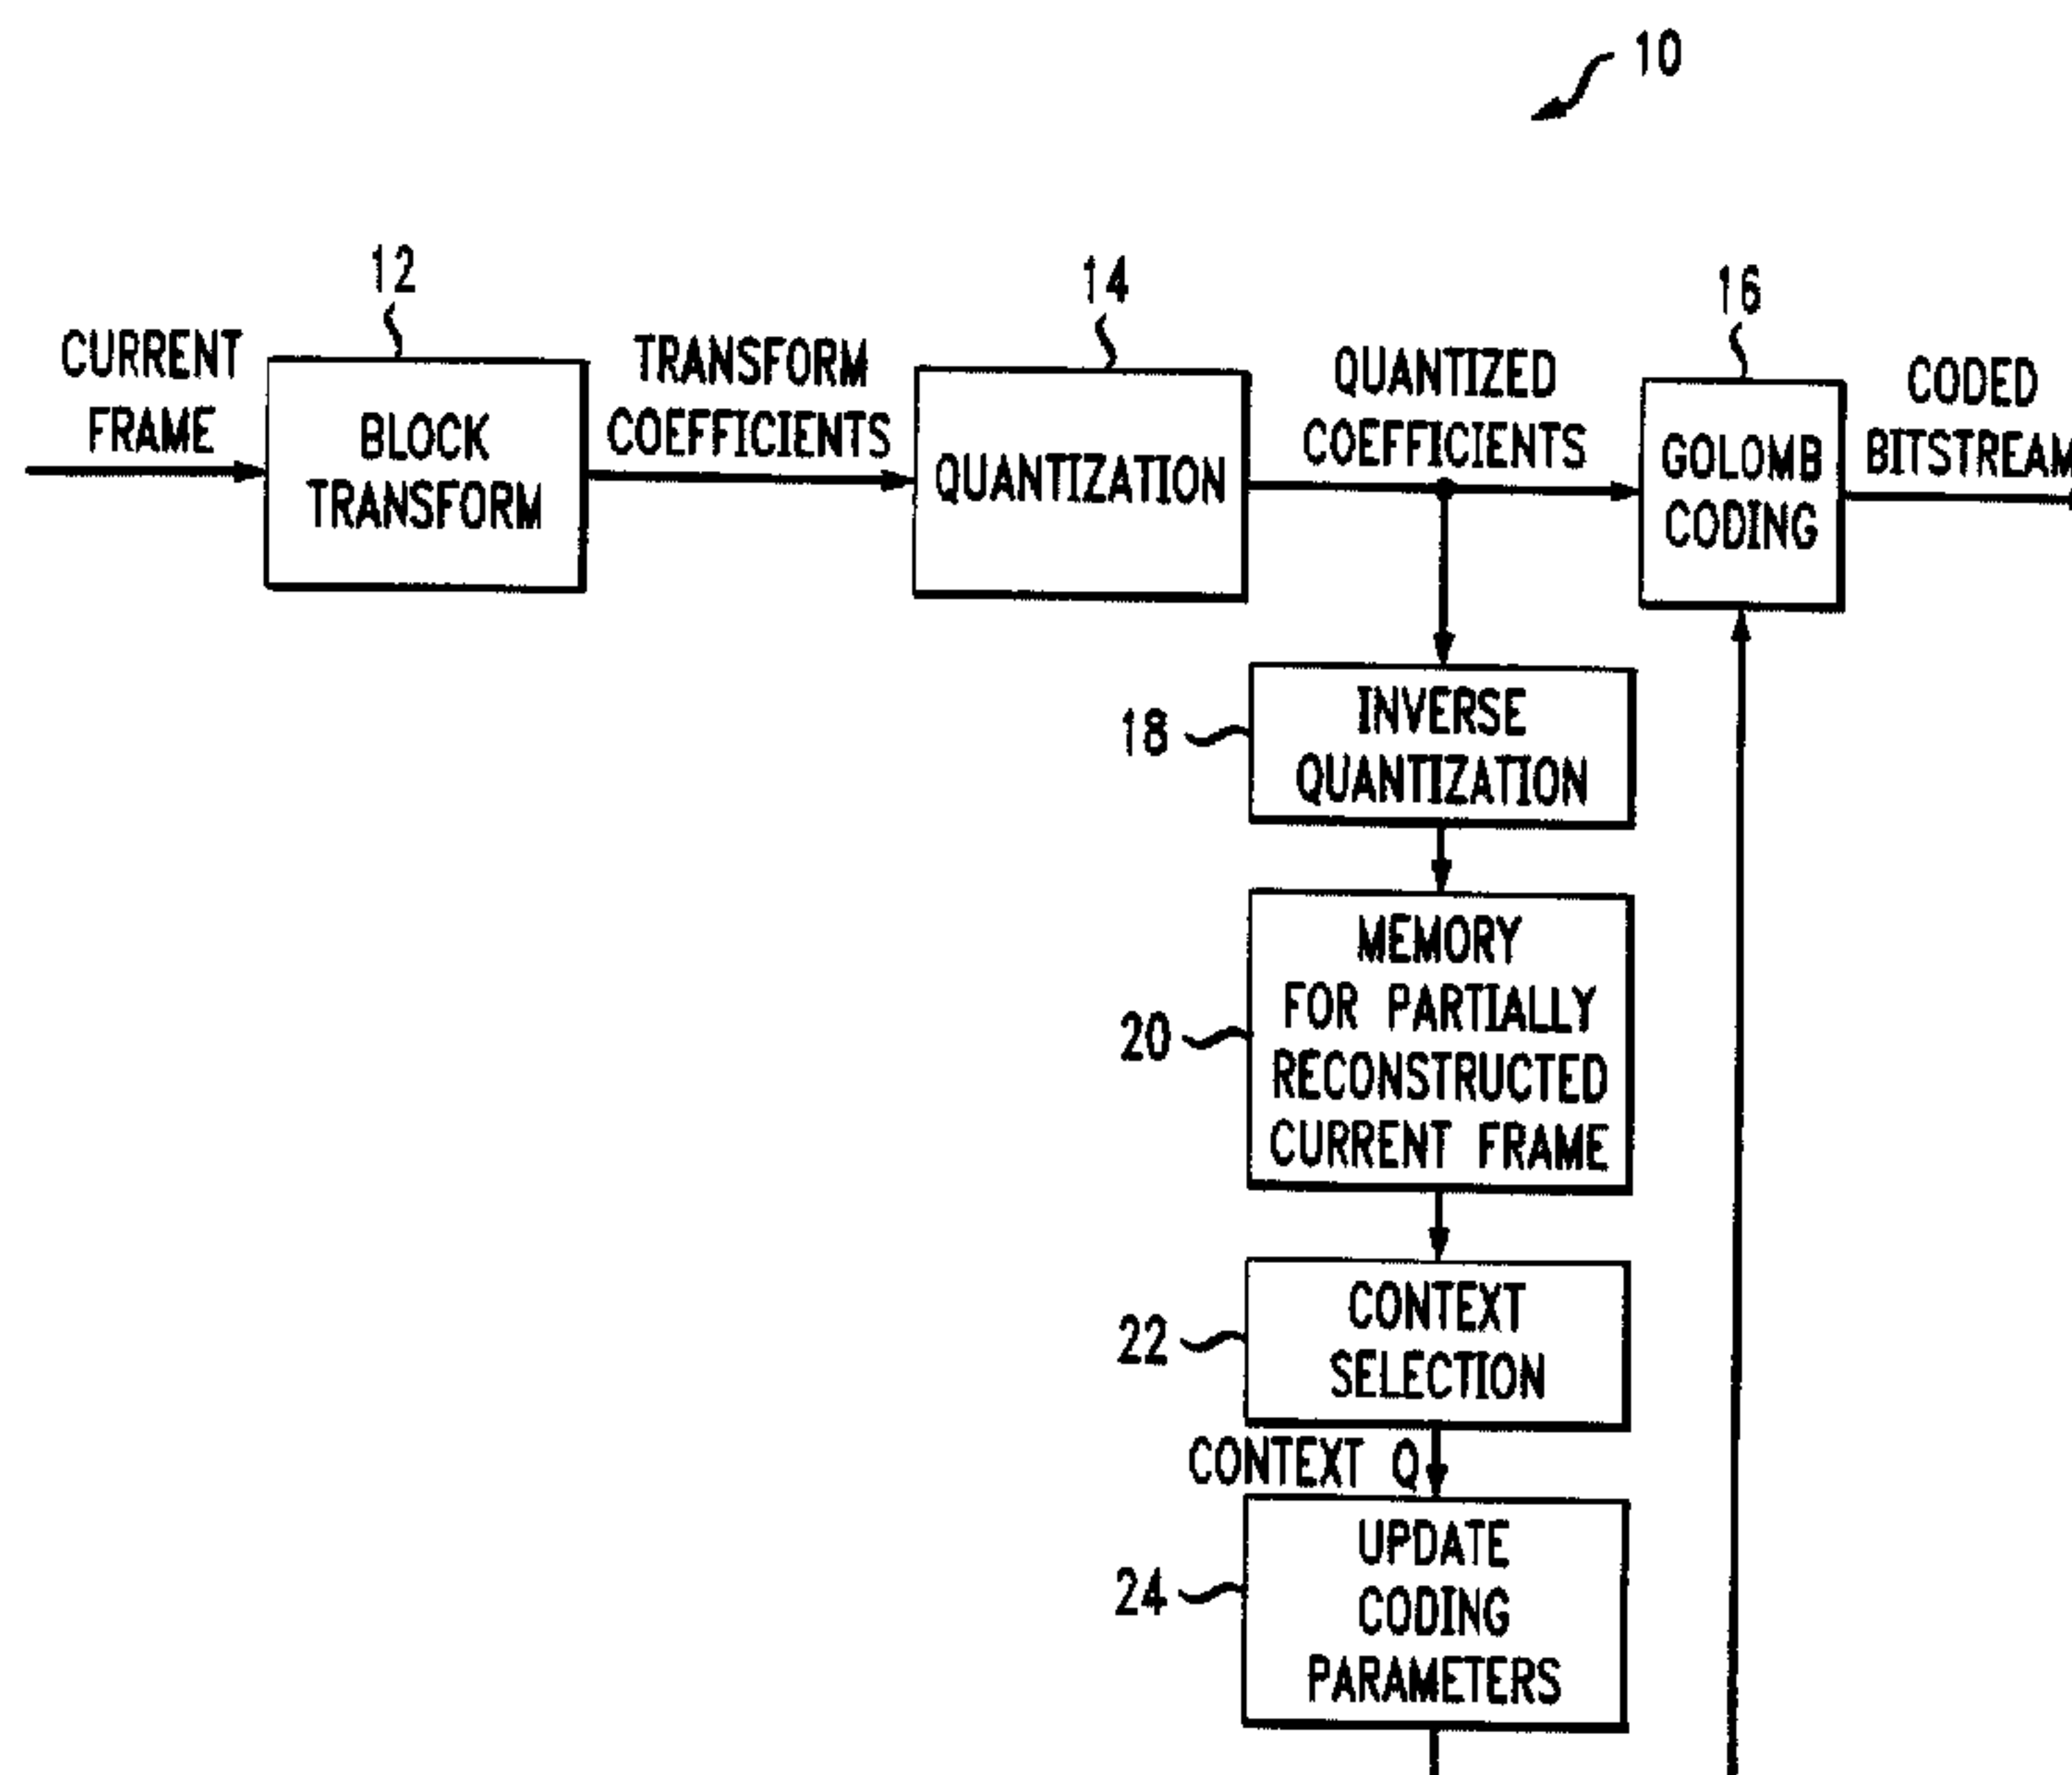 10
12
14
16
CURRENT
FRAME
BLOCK
TRANSFORM
TRANSFORM
COEFFICIENTS
QUANTIZATION
QUANTIZED
COEFFICIENTS
GOLOMB
CODING
CODED
BITSTREAM
18
INVERSE
QUANTIZATION
20
MEMORY
FOR PARTIALLY
RECONSTRUCTED
CURRENT FRAME
22
CONTEXT
SELECTION
CONTEXT Q
24
UPDATE
CODING
PARAMETERS